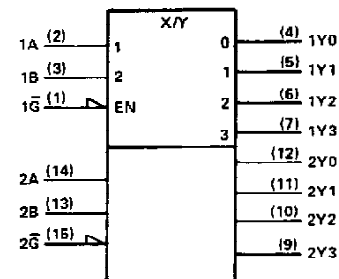 X/Y
1A (2) 1 0 (4) 1Y0
1B (3) 2 1 (5) 1Y1
1G̅ (1) EN 2 (6) 1Y2
3 (7) 1Y3
(12) 2Y0
2A (14) (11) 2Y1
2B (13) (10) 2Y2
2G̅ (15) (9) 2Y3